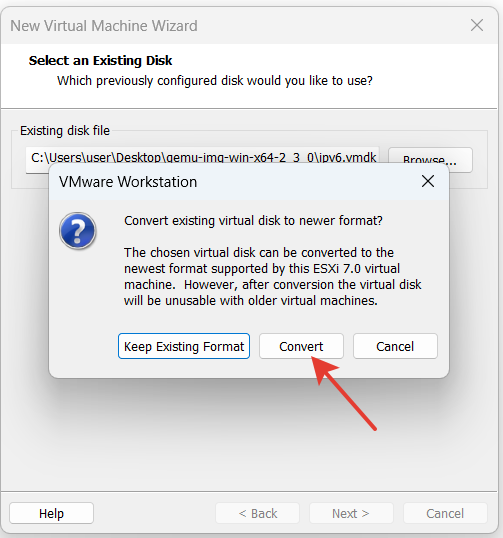 New Virtual Machine Wizard
Select an Existing Disk
Which previously configured disk would you like to use?
Existing disk file
C:\Users\user\Desktop\qemu-img-win-x64-2_3_0\ipv6.vmdk
Browse...
VMware Workstation
Convert existing virtual disk to newer format?
The chosen virtual disk can be converted to the
newest format supported by this ESXi 7.0 virtual
machine. However, after conversion the virtual disk
will be unusable with older virtual machines.
Keep Existing Format
Convert
Cancel
Help
< Back
Next >
Cancel